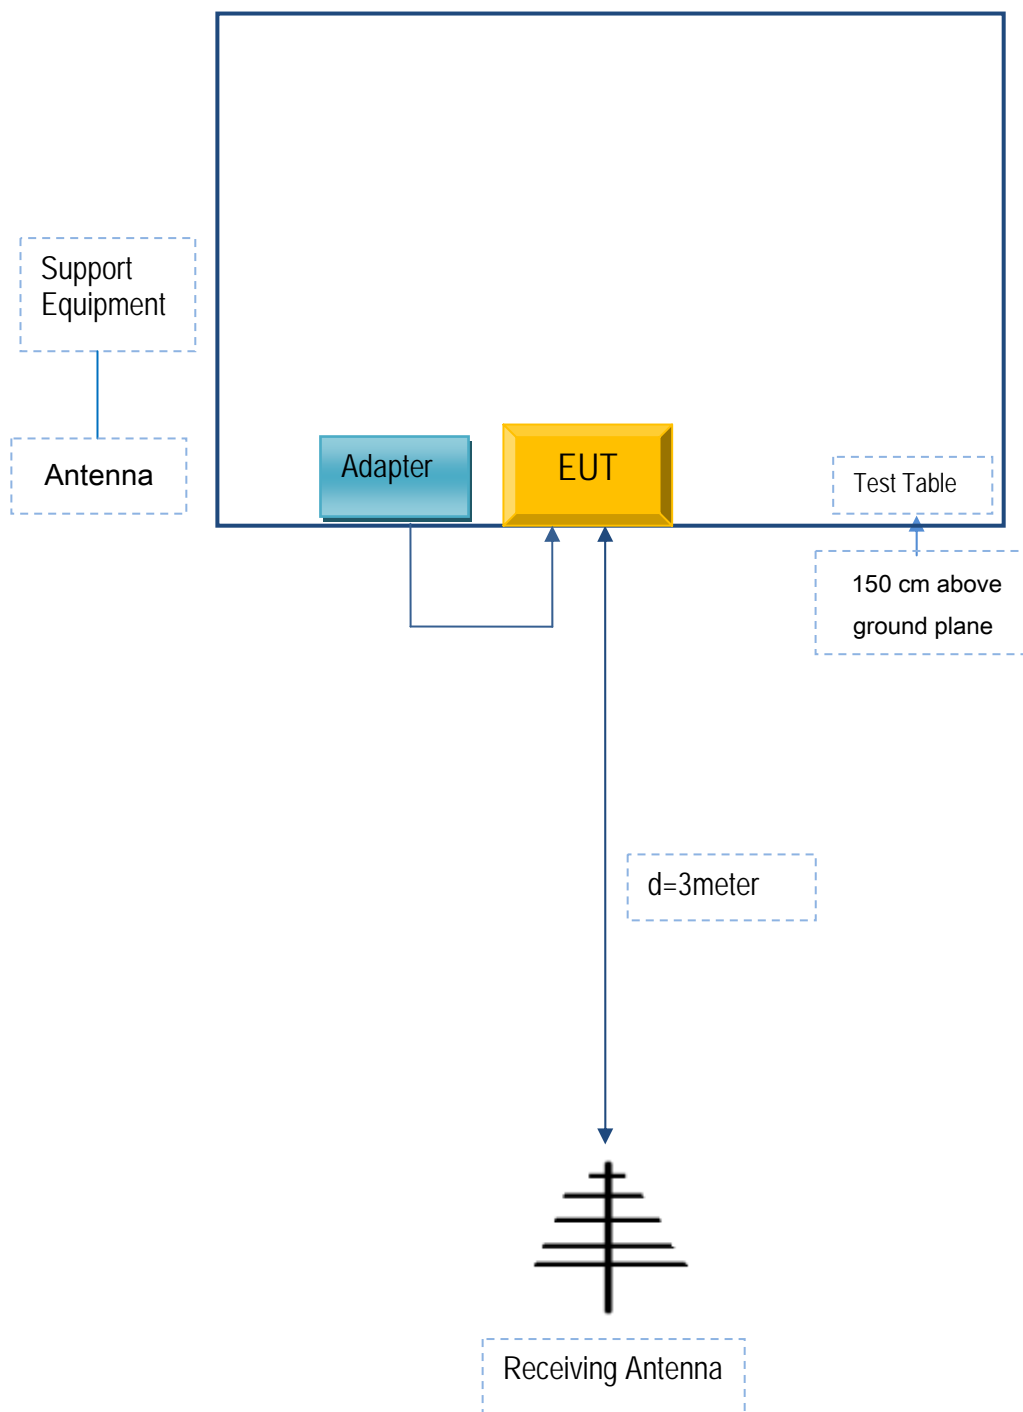 Support
Equipment
Antenna
Adapter
EUT
Test Table
150 cm above
ground plane
d=3meter
Receiving Antenna